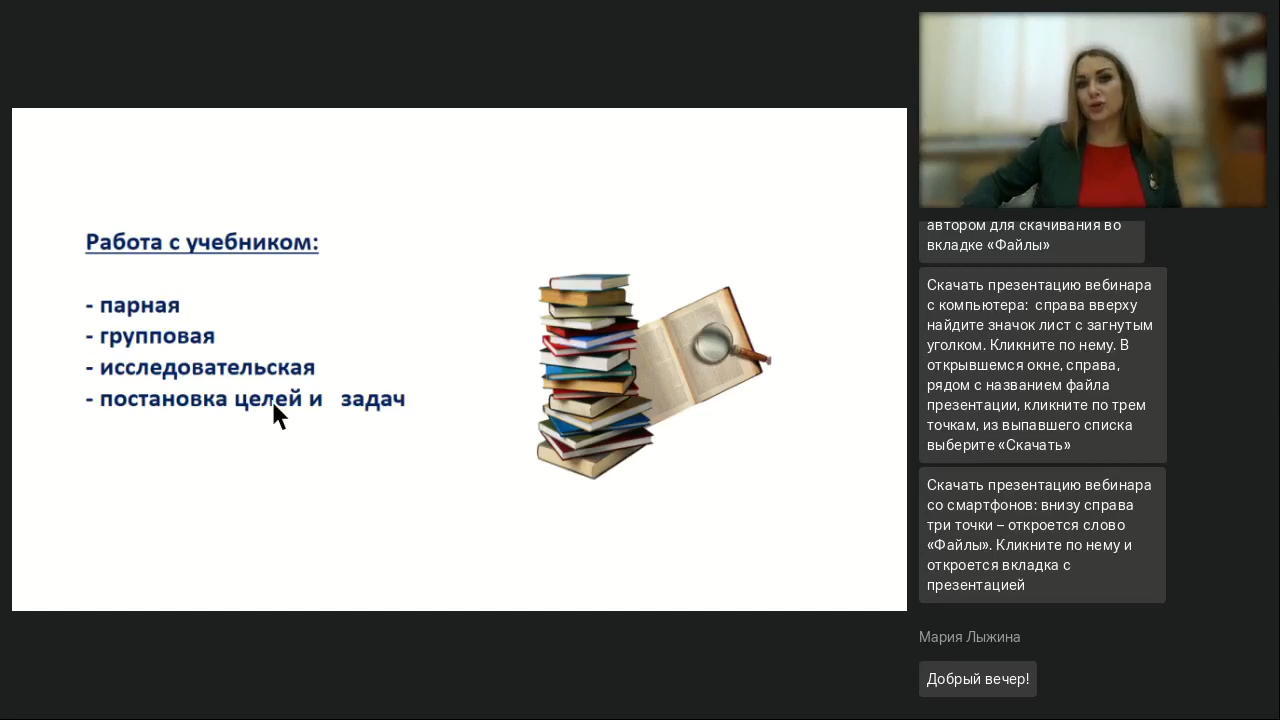 Работа с учебником:
- парная
- групповая
- исследовательская
- постановка целей и задач
автором для скачивания во
вкладке «Файлы»
Скачать презентацию вебинара
с компьютера: справа вверху
найдите значок лист с загнутым
уголком. Кликните по нему. В
открывшемся окне, справа,
рядом с названием файла
презентации, кликните по трем
точкам, из выпавшего списка
выберите «Скачать»
Скачать презентацию вебинара
со смартфонов: внизу справа
три точки – откроется слово
«Файлы». Кликните по нему и
откроется вкладка с
презентацией
Мария Лыжина
Добрый вечер!